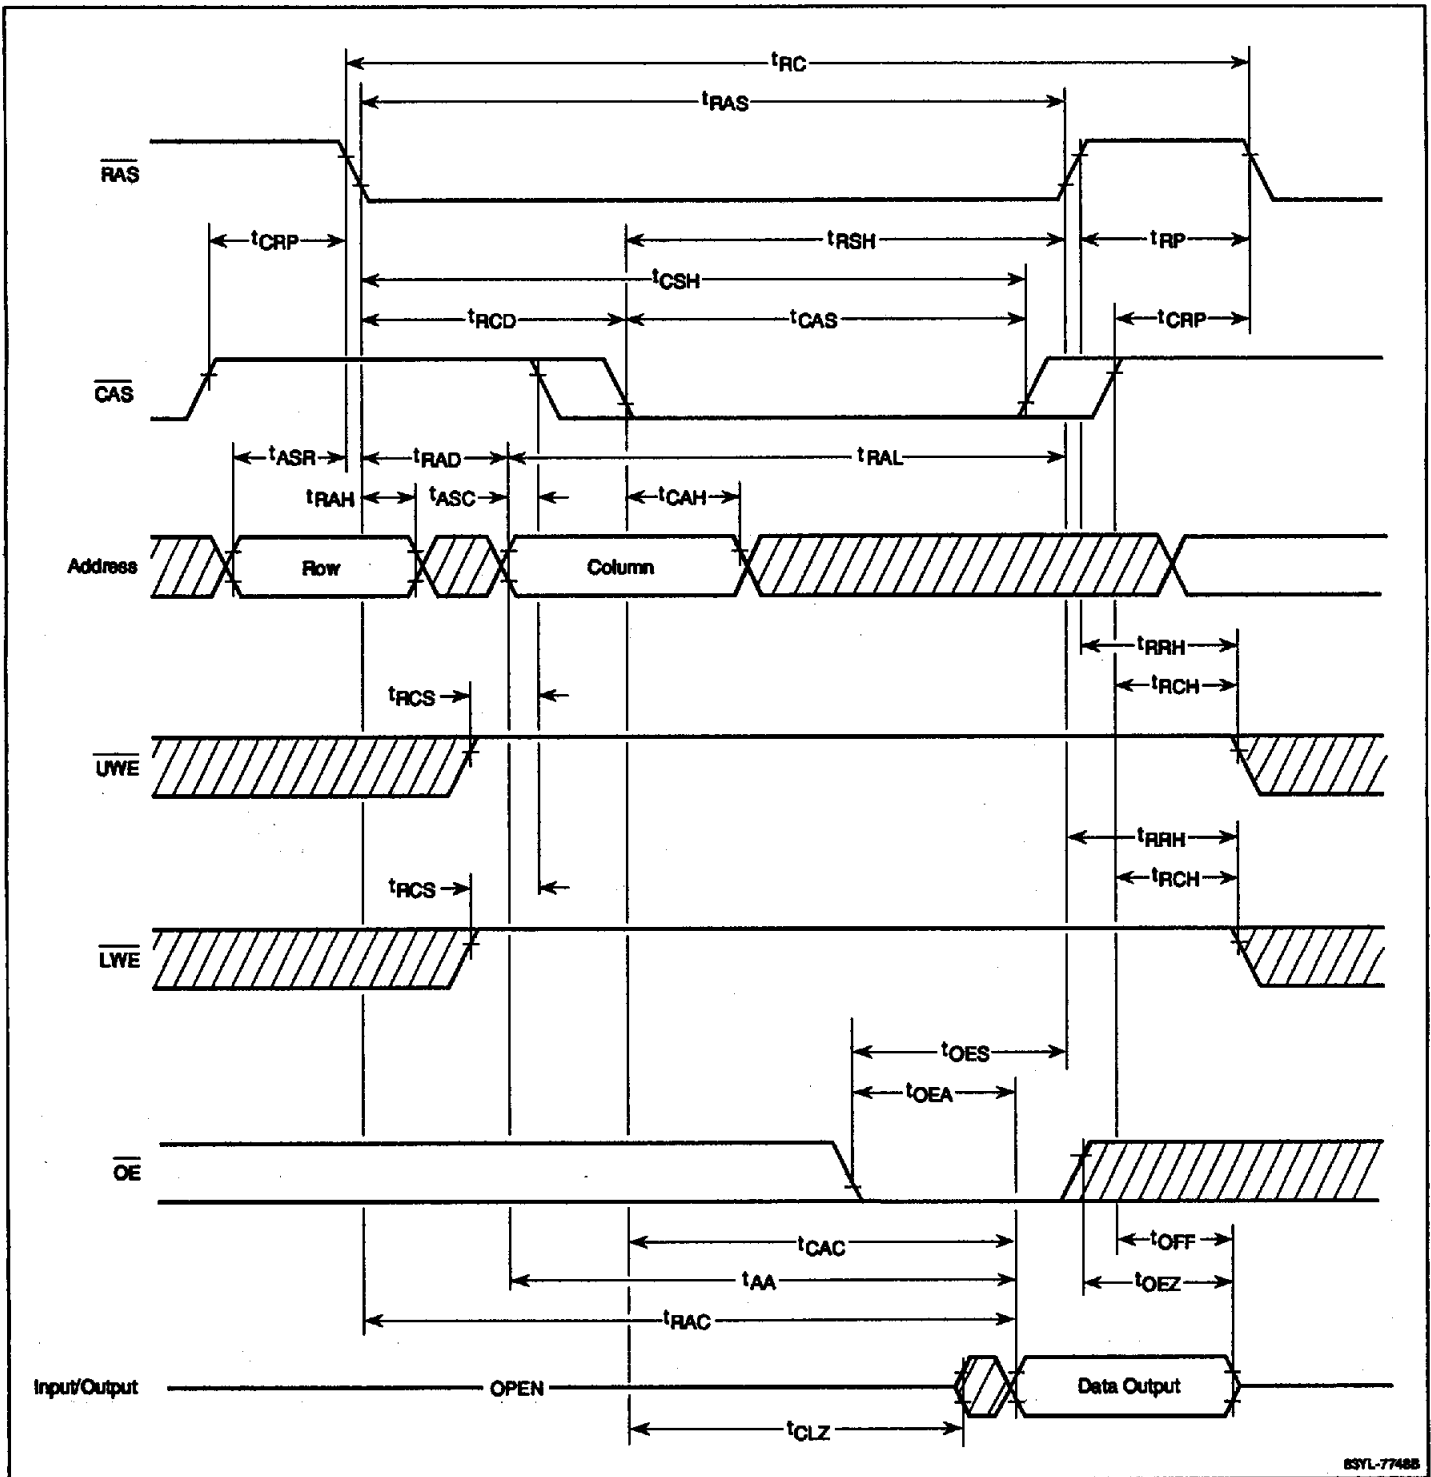 tRC
tRAS
RAS
tCRP
tRSH
tRP
tCSH
tRCD
tCAS
tCRP
CAS
tASR
tRAD
tRAL
tRAH
tASC
tCAH
Address
Row
Column
tRRH
tRCS
tRCH
UWE
tRRH
tRCS
tRCH
LWE
tOES
tOEA
OE
tCAC
tOFF
tAA
tOEZ
tRAC
Input/Output
OPEN
Data Output
tCLZ
83YL-7748B